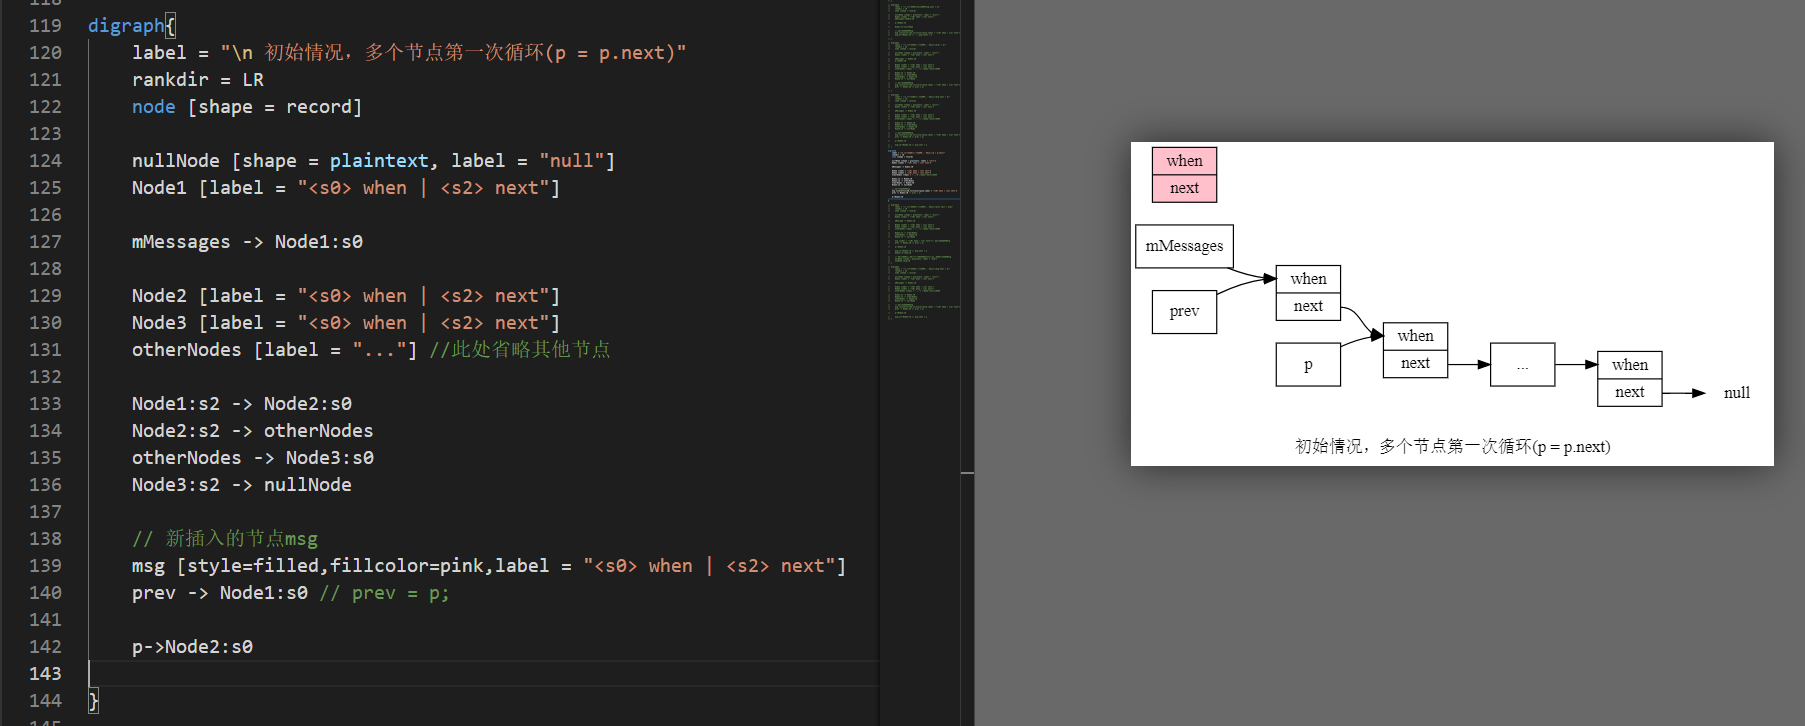 118
119 digraph{
120 label = "\n 初始情况，多个节点第一次循环(p = p.next)"
121 rankdir = LR
122 node [shape = record]
123
124 nullNode [shape = plaintext, label = "null"]
125 Node1 [label = "<s0> when | <s2> next"]
126
127 mMessages -> Node1:s0
128
129 Node2 [label = "<s0> when | <s2> next"]
130 Node3 [label = "<s0> when | <s2> next"]
131 otherNodes [label = "..."] //此处省略其他节点
132
133 Node1:s2 -> Node2:s0
134 Node2:s2 -> otherNodes
135 otherNodes -> Node3:s0
136 Node3:s2 -> nullNode
137
138 // 新插入的节点msg
139 msg [style=filled,fillcolor=pink,label = "<s0> when | <s2> next"]
140 prev -> Node1:s0 // prev = p;
141
142 p->Node2:s0
143
144 }
145
when
next
mMessages
prev
when
next
p
when
next
...
when
next
null
初始情况，多个节点第一次循环(p = p.next)